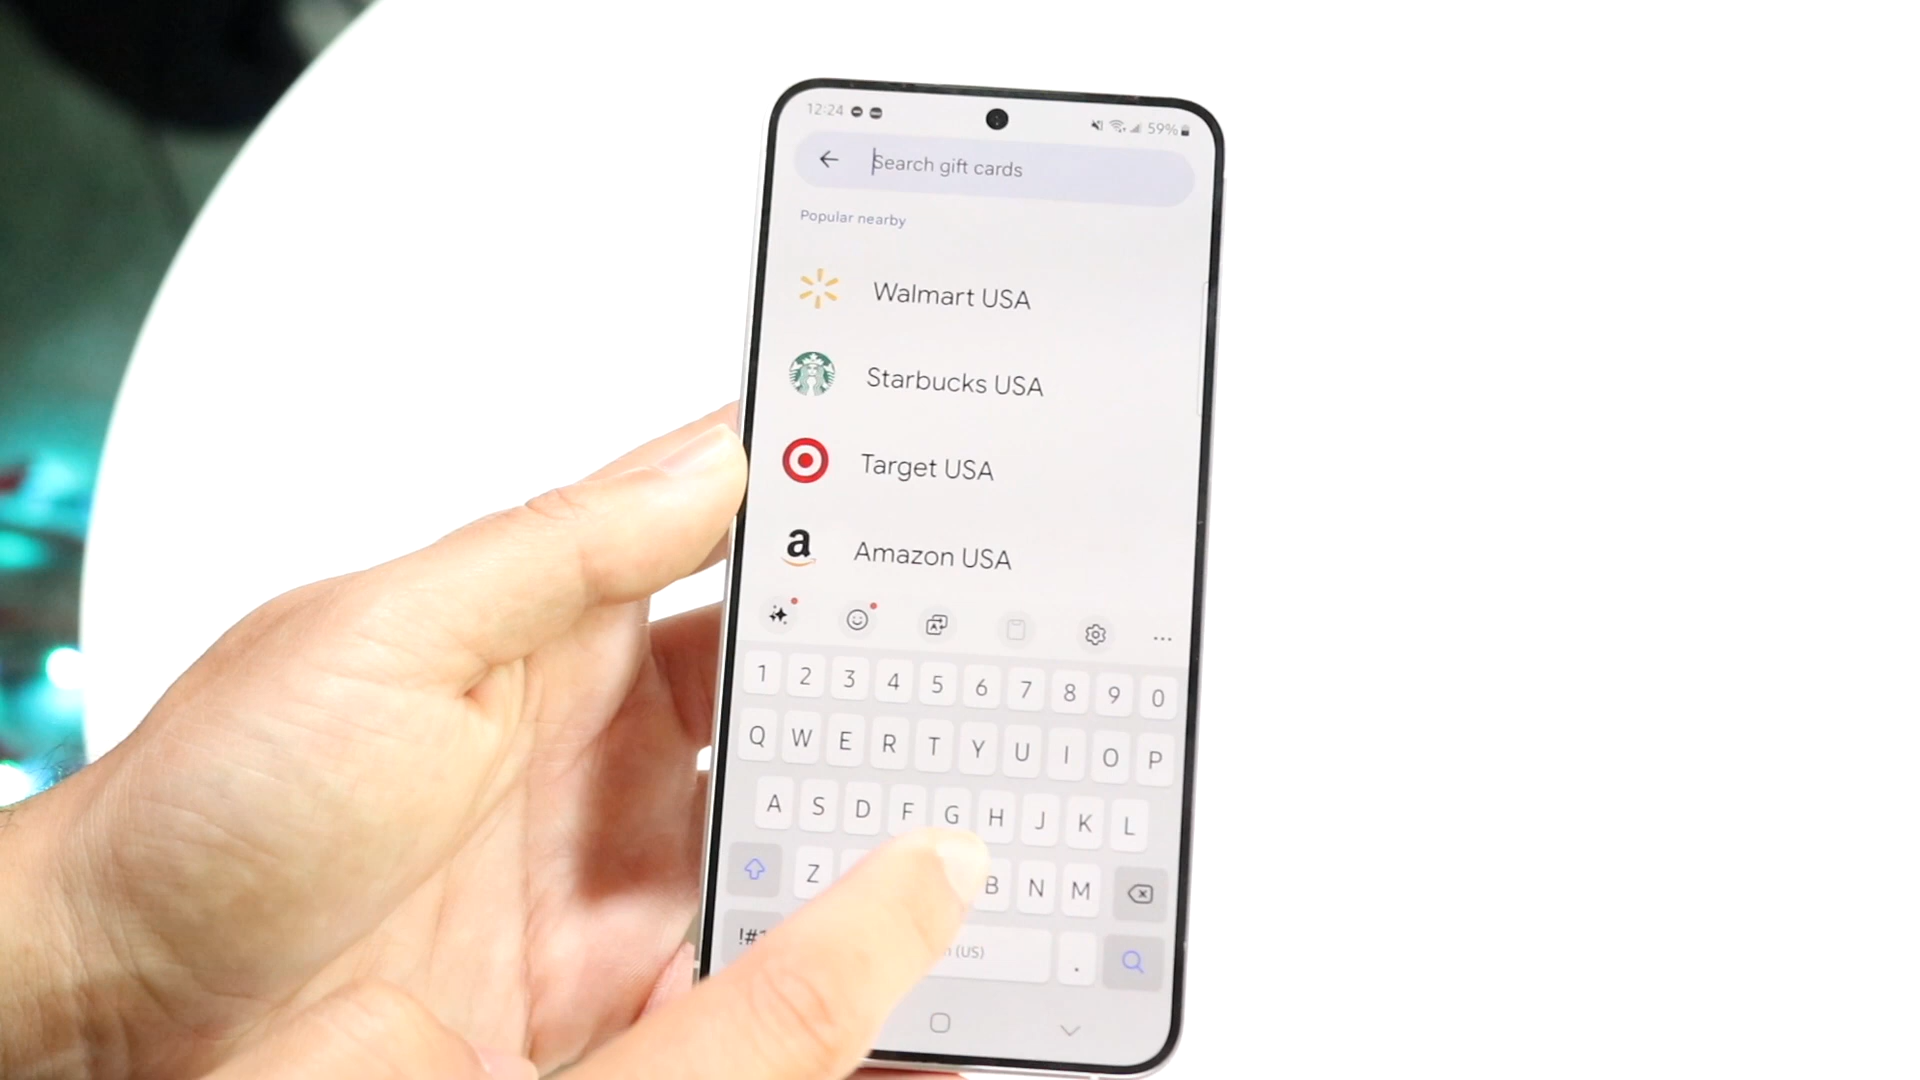 12:24 59%
Search gift cards
Popular nearby
Walmart USA
Starbucks USA
Target USA
a Amazon USA
1 2 3 4 5 6 7 8 9 0
Q W E R T Y U I O P
A S D F G H J K L
Z B N M
!#
(US) .